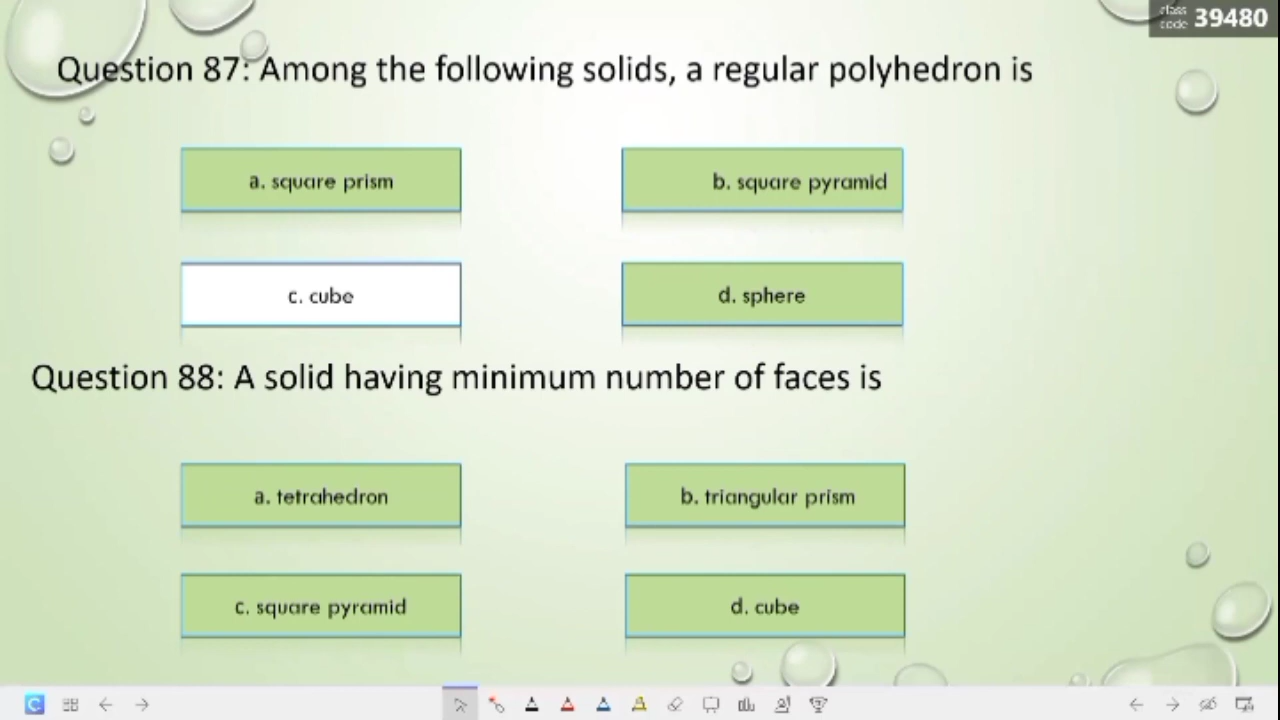 class code 39480
Question 87: Among the following solids, a regular polyhedron is
a. square prism
b. square pyramid
c. cube
d. sphere
Question 88: A solid having minimum number of faces is
a. tetrahedron
b. triangular prism
c. square pyramid
d. cube
C